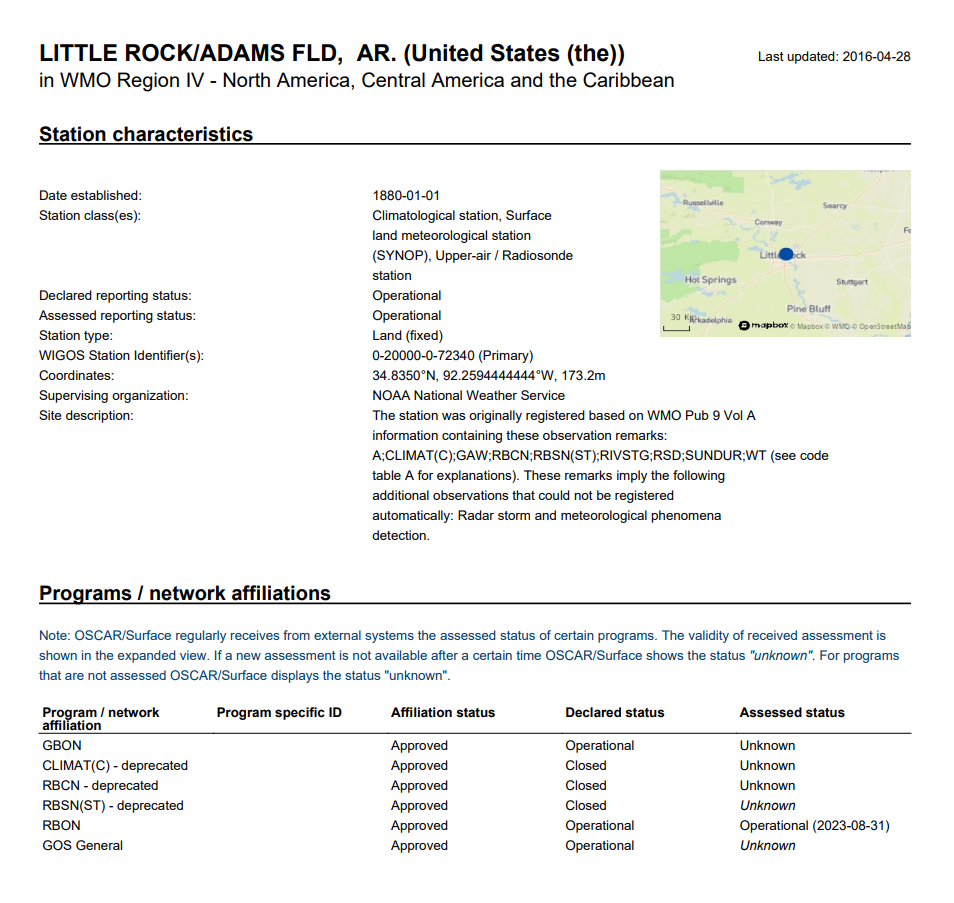 LITTLE ROCK/ADAMS FLD,  AR. (United States (the))
Last updated: 2016-04-28
in WMO Region IV - North America, Central America and the Caribbean
Station characteristics
Date established: 1880-01-01
Station class(es): Climatological station, Surface
land meteorological station
(SYNOP), Upper-air / Radiosonde
station
Declared reporting status: Operational
Assessed reporting status: Operational
Station type: Land (fixed)
WIGOS Station Identifier(s): 0-20000-0-72340 (Primary)
Coordinates: 34.8350°N, 92.2594444444°W, 173.2m
Supervising organization: NOAA National Weather Service
Site description: The station was originally registered based on WMO Pub 9 Vol A
information containing these observation remarks:
A;CLIMAT(C);GAW;RBCN;RBSN(ST);RIVSTG;RSD;SUNDUR;WT (see code
table A for explanations). These remarks imply the following
additional observations that could not be registered
automatically: Radar storm and meteorological phenomena
detection.
Russellville
Searcy
Conway
Hot Springs
Stuttgart
Pine Bluff
30
Arkadelphia
mapbox © Mapbox © WMO © OpenStreetMap
Programs / network affiliations
Note: OSCAR/Surface regularly receives from external systems the assessed status of certain programs. The validity of received assessment is
shown in the expanded view. If a new assessment is not available after a certain time OSCAR/Surface shows the status "unknown". For programs
that are not assessed OSCAR/Surface displays the status "unknown".
Program / network
affiliation
Program specific ID
Affiliation status
Declared status
Assessed status
GBON Approved Operational Unknown
CLIMAT(C) - deprecated Approved Closed Unknown
RBCN - deprecated Approved Closed Unknown
RBSN(ST) - deprecated Approved Closed Unknown
RBON Approved Operational Operational (2023-08-31)
GOS General Approved Operational Unknown